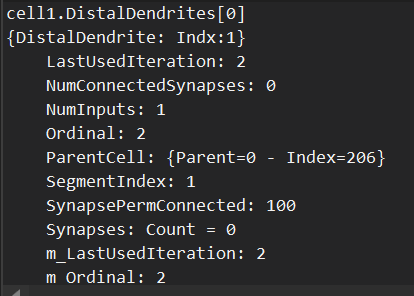 cell1.DistalDendrites[0]
{DistalDendrite: Indx:1}
LastUsedIteration: 2
NumConnectedSynapses: 0
NumInputs: 1
Ordinal: 2
ParentCell: {Parent=0 - Index=206}
SegmentIndex: 1
SynapsePermConnected: 100
Synapses: Count = 0
m_LastUsedIteration: 2
m_Ordinal: 2